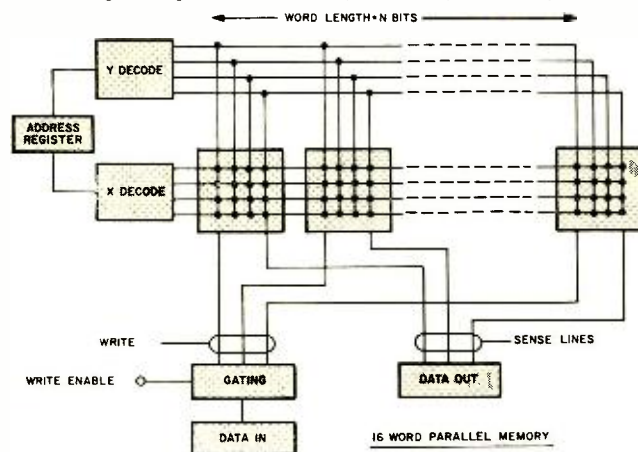 WORD LENGTH=N BITS
Y DECODE
ADDRESS
REGISTER
X DECODE
WRITE
SENSE LINES
WRITE ENABLE
GATING
DATA OUT
DATA IN
16 WORD PARALLEL MEMORY